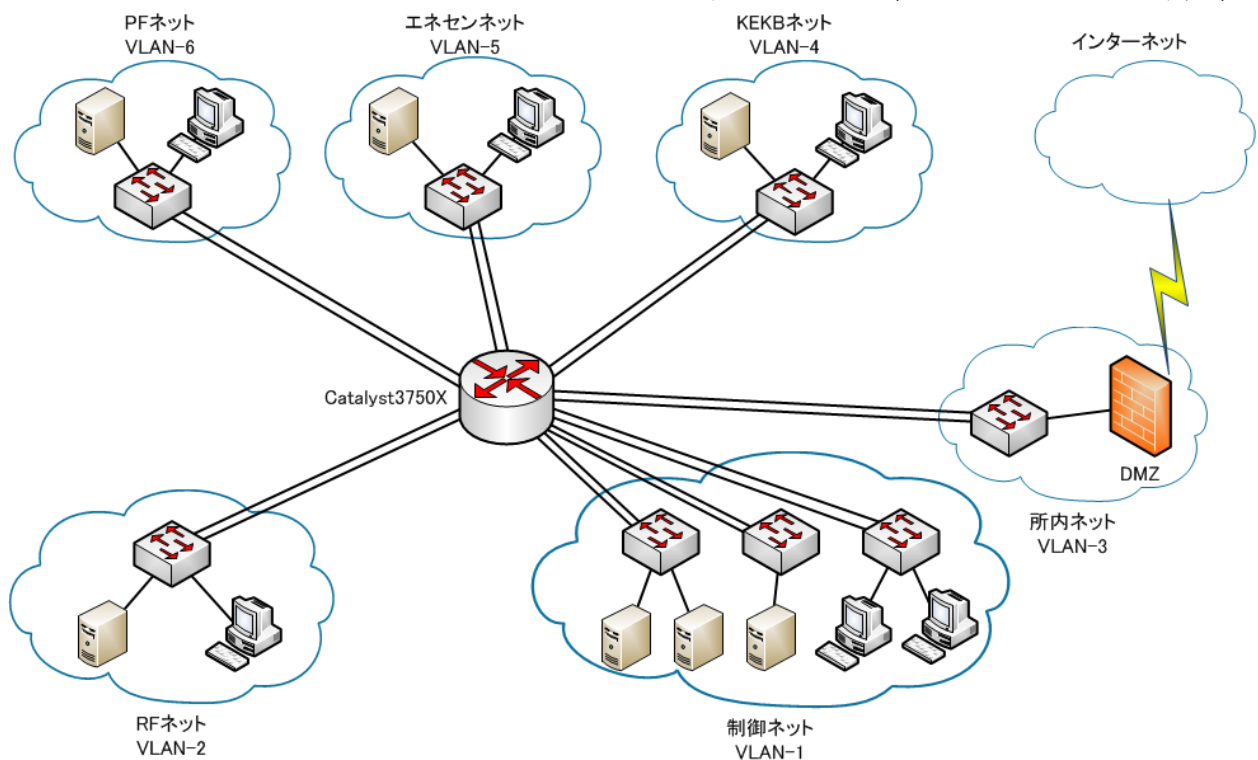 PFネット
VLAN-6
エネセンネット
VLAN-5
KEKBネット
VLAN-4
インターネット
Catalyst3750X
DMZ
所内ネット
VLAN-3
RFネット
VLAN-2
制御ネット
VLAN-1